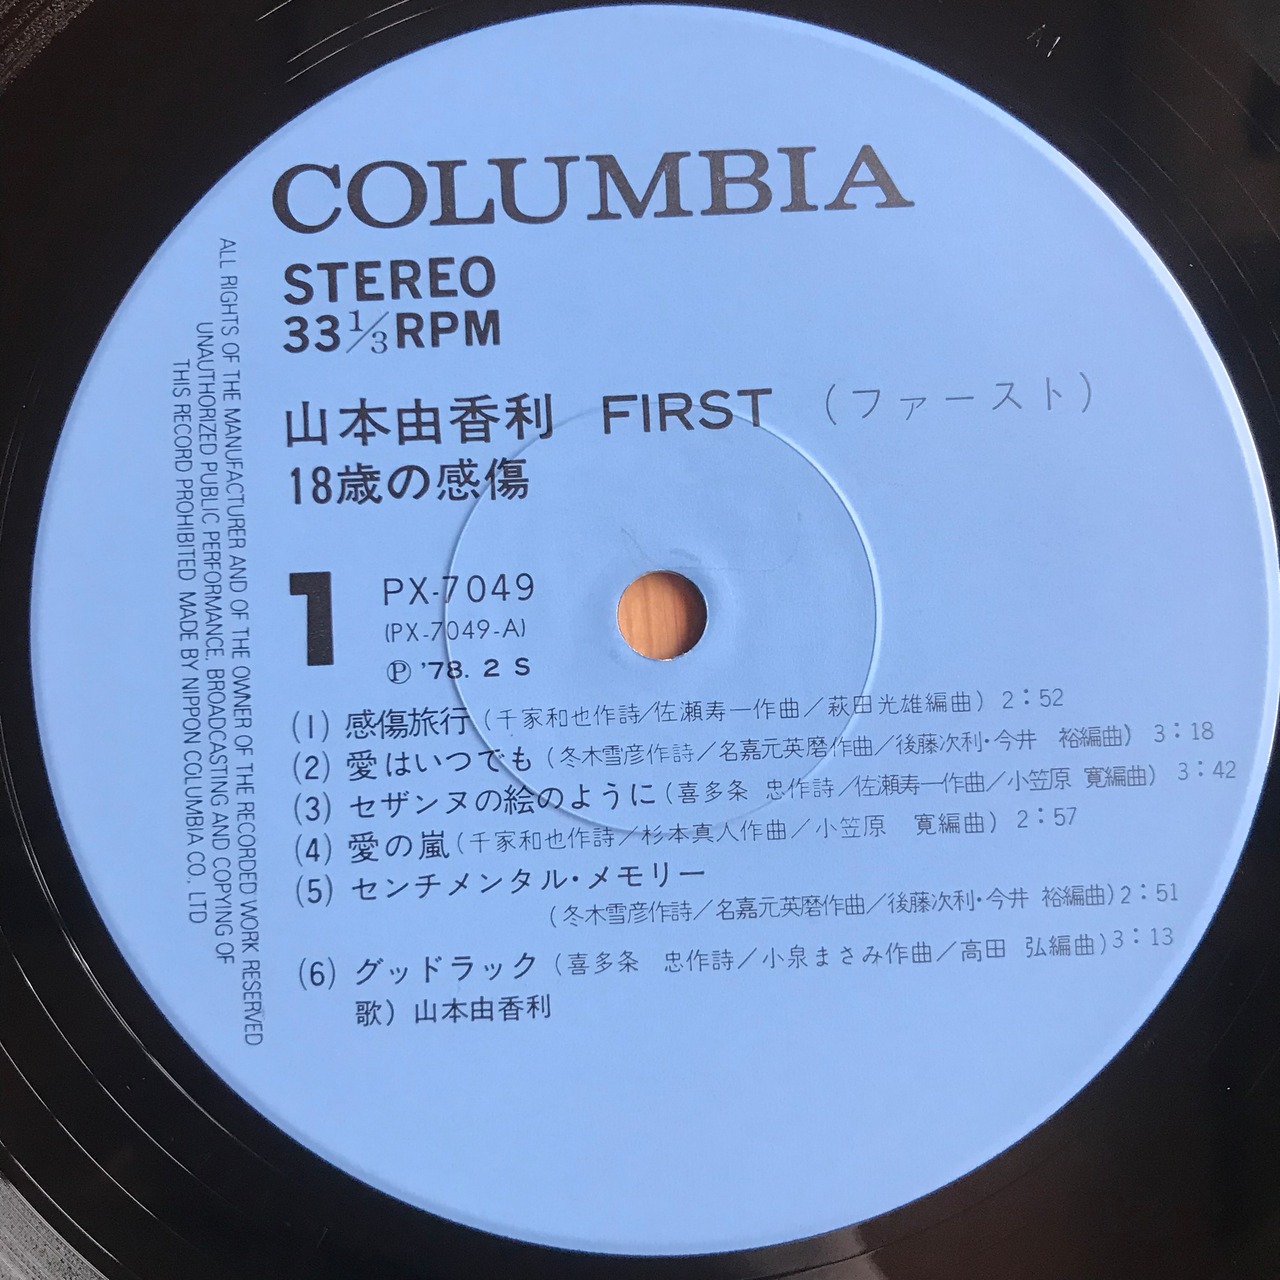 COLUMBIA
STEREO
33⅓RPM
山本由香利 FIRST (ファースト)
18歳の感傷
1
PX-7049
(PX-7049-A)
Ⓟ '78. 2 S
(1) 感傷旅行 (千家和也作詩/佐瀬寿一作曲/萩田光雄編曲) 2:52
(2) 愛はいつでも (冬木雪彦作詩/名嘉元英磨作曲/後藤次利・今井 裕編曲) 3:18
(3) セザンヌの絵のように (喜多条 忠作詩/佐瀬寿一作曲/小笠原 寛編曲) 3:42
(4) 愛の嵐 (千家和也作詩/杉本真人作曲/小笠原 寛編曲) 2:57
(5) センチメンタル・メモリー
(冬木雪彦作詩/名嘉元英磨作曲/後藤次利・今井 裕編曲) 2:51
(6) グッドラック (喜多条 忠作詩/小泉まさみ作曲/高田 弘編曲) 3:13
歌) 山本由香利
ALL RIGHTS OF THE MANUFACTURER AND OF THE OWNER OF THE RECORDED WORK RESERVED
UNAUTHORIZED PUBLIC PERFORMANCE, BROADCASTING AND COPYING OF
THIS RECORD PROHIBITED MADE BY NIPPON COLUMBIA CO., LTD